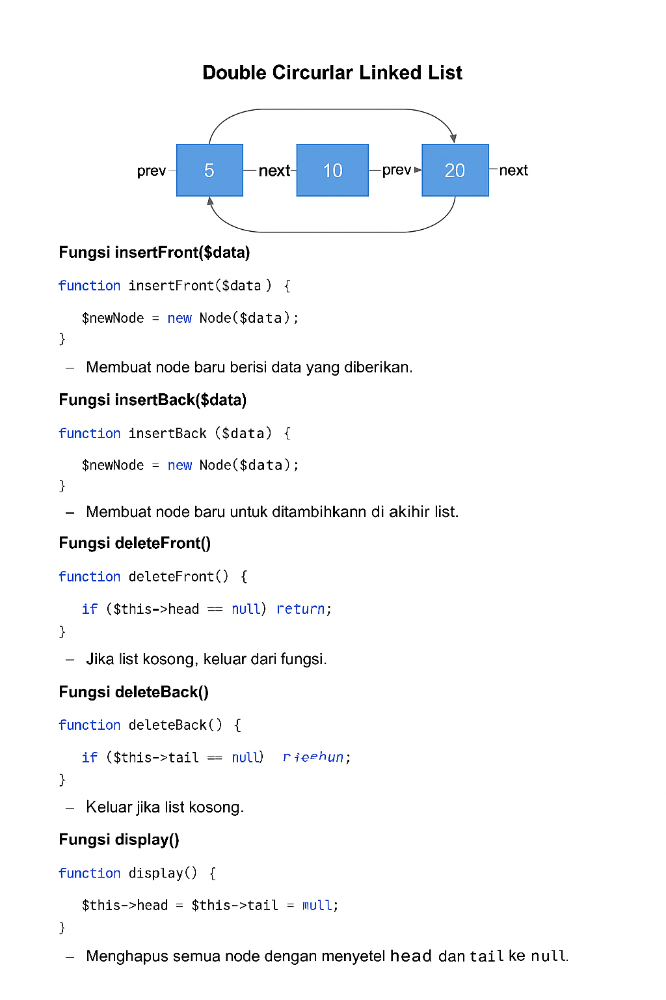 Double Circurlar Linked List
prev 5 next 10 prev 20 next
Fungsi insertFront($data)
function insertFront($data) {
$newNode = new Node($data);
}
– Membuat node baru berisi data yang diberikan.
Fungsi insertBack($data)
function insertBack ($data) {
$newNode = new Node($data);
}
– Membuat node baru untuk ditambihkann di akihir list.
Fungsi deleteFront()
function deleteFront() {
if ($this->head == null) return;
}
– Jika list kosong, keluar dari fungsi.
Fungsi deleteBack()
function deleteBack() {
if ($this->tail == null) ;
}
– Keluar jika list kosong.
Fungsi display()
function display() {
$this->head = $this->tail = mull;
}
– Menghapus semua node dengan menyetel head dan tail ke null.